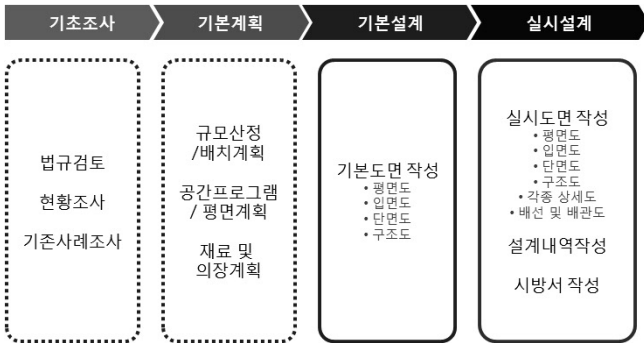 기초조사
기본계획
기본설계
실시설계
법규검토
현황조사
기존사례조사
규모산정
/배치계획
공간프로그램
/ 평면계획
재료 및
의장계획
기본도면 작성
• 평면도
• 입면도
• 단면도
• 구조도
실시도면 작성
• 평면도
• 입면도
• 단면도
• 구조도
• 각종 상세도
• 배선 및 배관도
설계내역작성
시방서 작성